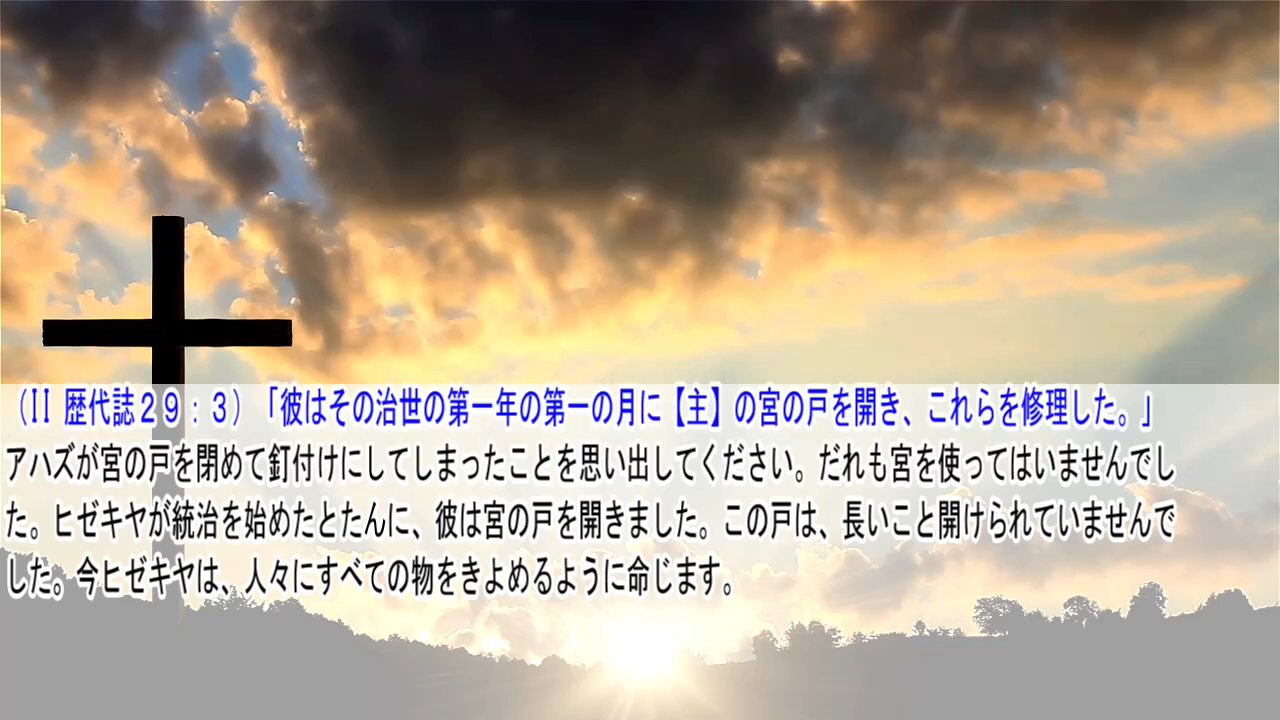 （II 歴代誌２９：３）「彼はその治世の第一年の第一の月に【主】の宮の戸を開き、これらを修理した。」
アハズが宮の戸を閉めて釘付けにしてしまったことを思い出してください。だれも宮を使ってはいませんでし
た。ヒゼキヤが統治を始めたとたんに、彼は宮の戸を開きました。この戸は、長いこと開けられていませんで
した。今ヒゼキヤは、人々にすべての物をきよめるように命じます。